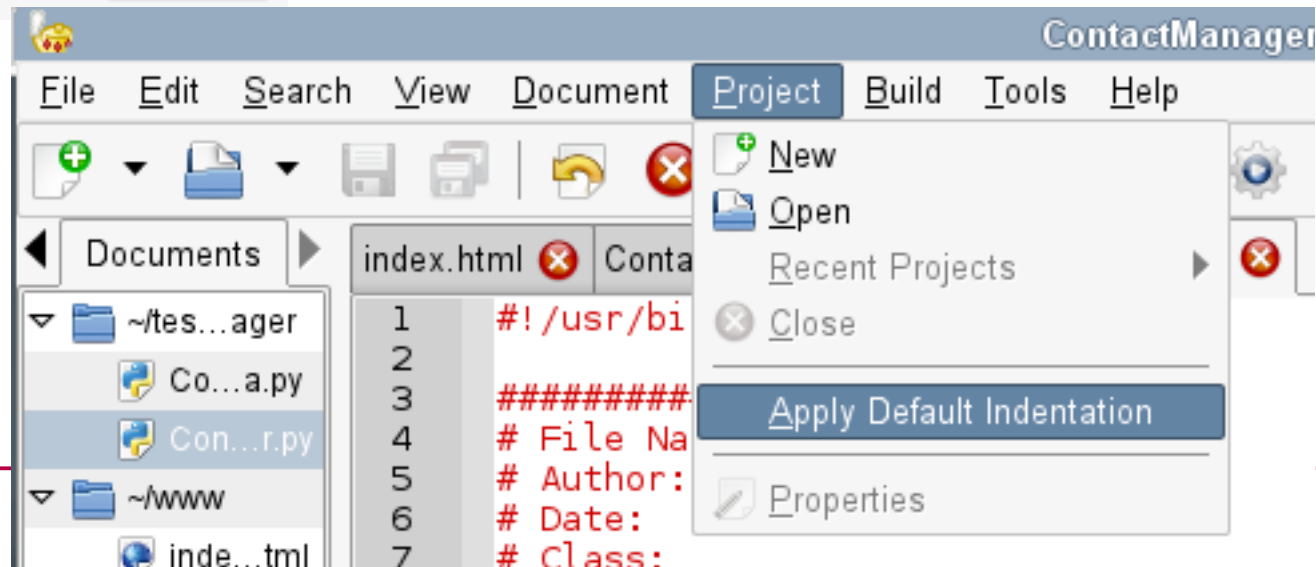 ContactManager
File Edit Search View Document Project Build Tools Help
New
Open
Recent Projects
Close
Apply Default Indentation
Properties
Documents
index.html Conta
~/tes...ager
Co...a.py
Con...r.py
~/www
inde...tml
1 #!/usr/bi
2
3 ##########
4 # File Na
5 # Author:
6 # Date:
7 # Class: